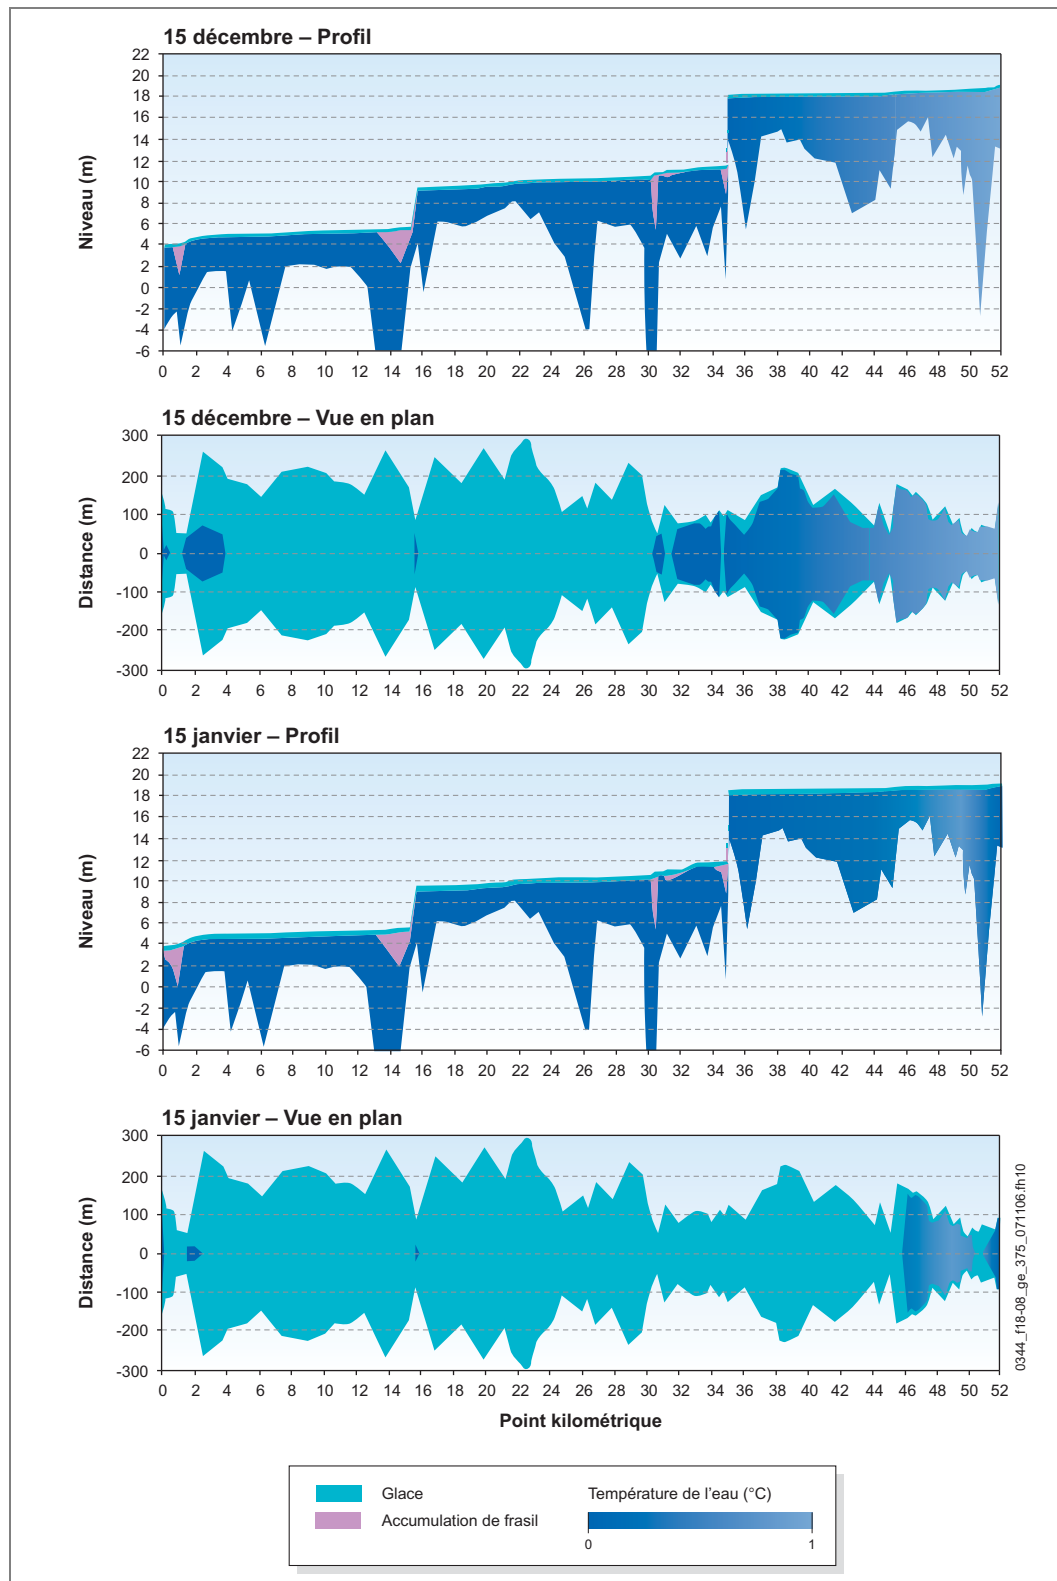 15 décembre – Profil
22
20
18
16
14
12
10
8
6
4
2
0
-2
-4
-6
Niveau (m)
0 2 4 6 8 10 12 14 16 18 20 22 24 26 28 30 32 34 36 38 40 42 44 46 48 50 52
15 décembre – Vue en plan
300
200
100
0
-100
-200
-300
Distance (m)
0 2 4 6 8 10 12 14 16 18 20 22 24 26 28 30 32 34 36 38 40 42 44 46 48 50 52
15 janvier – Profil
22
20
18
16
14
12
10
8
6
4
2
0
-2
-4
-6
Niveau (m)
0 2 4 6 8 10 12 14 16 18 20 22 24 26 28 30 32 34 36 38 40 42 44 46 48 50 52
15 janvier – Vue en plan
300
200
100
0
-100
-200
-300
Distance (m)
0 2 4 6 8 10 12 14 16 18 20 22 24 26 28 30 32 34 36 38 40 42 44 46 48 50 52
Point kilométrique
0344_f18-08_ge_375_071106.fh10
Glace
Accumulation de frasil
Température de l'eau (°C)
0 1